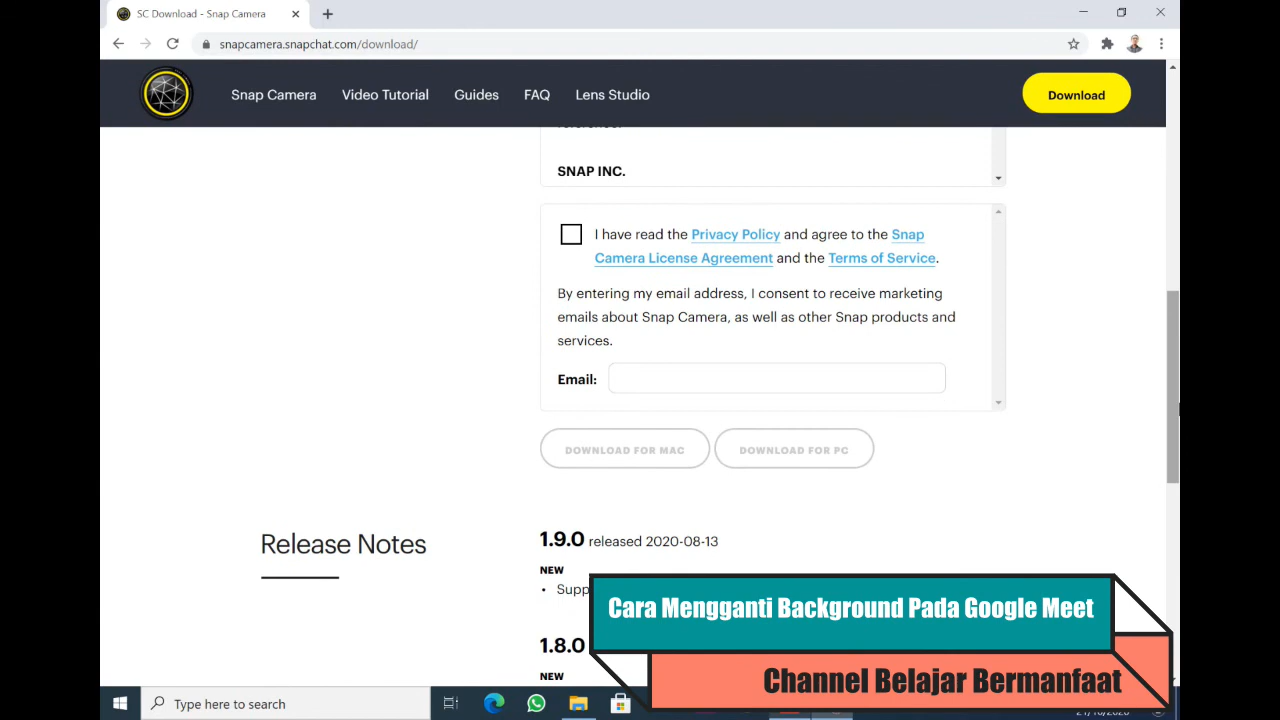 SC Download - Snap Camera
snapcamera.snapchat.com/download/
Snap Camera
Video Tutorial
Guides
FAQ
Lens Studio
Download
SNAP INC.
I have read the Privacy Policy and agree to the Snap
Camera License Agreement and the Terms of Service.
By entering my email address, I consent to receive marketing
emails about Snap Camera, as well as other Snap products and
services.
Email:
DOWNLOAD FOR MAC
DOWNLOAD FOR PC
Release Notes
1.9.0 released 2020-08-13
NEW
• Supp
1.8.0
NEW
Cara Mengganti Background Pada Google Meet
Channel Belajar Bermanfaat
Type here to search